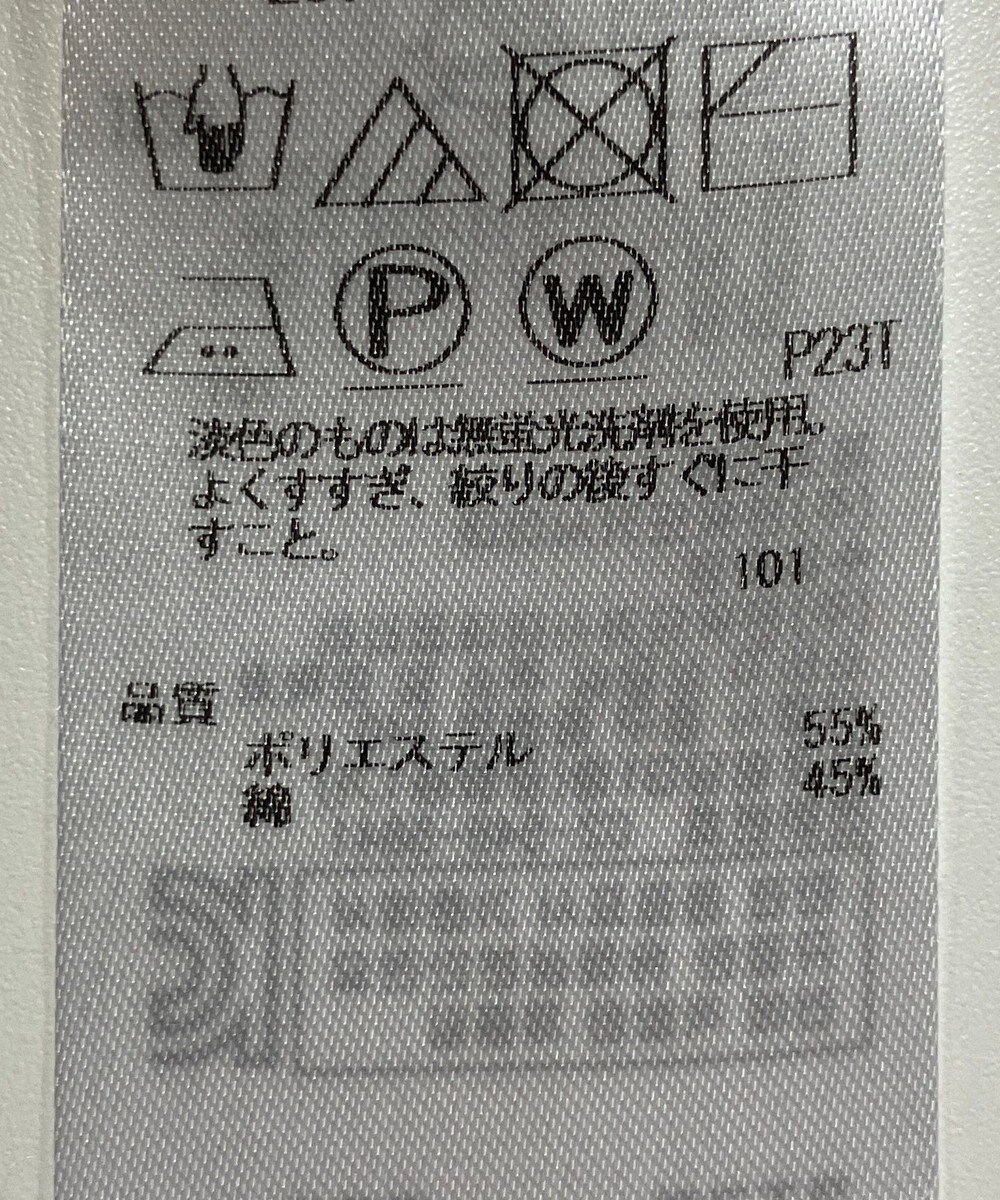 P
W
P23T
淡色のものは無蛍光洗剤を使用。
よくすすぎ、絞りの後すぐに干
すこと。
101
品質
ポリエステル 55%
綿 45%